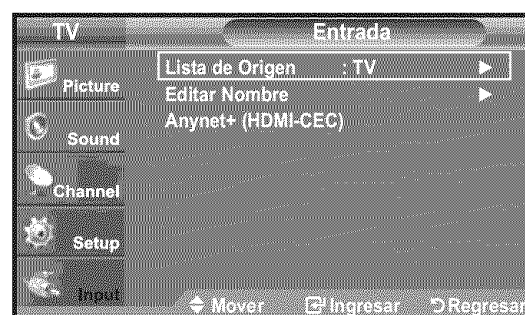 TV
Entrada
Picture
Sound
Channel
Setup
Input
Lista de Origen : TV
Editar Nombre
Anynet+ (HDMI-CEC)
Mover
Ingresar
Regresar